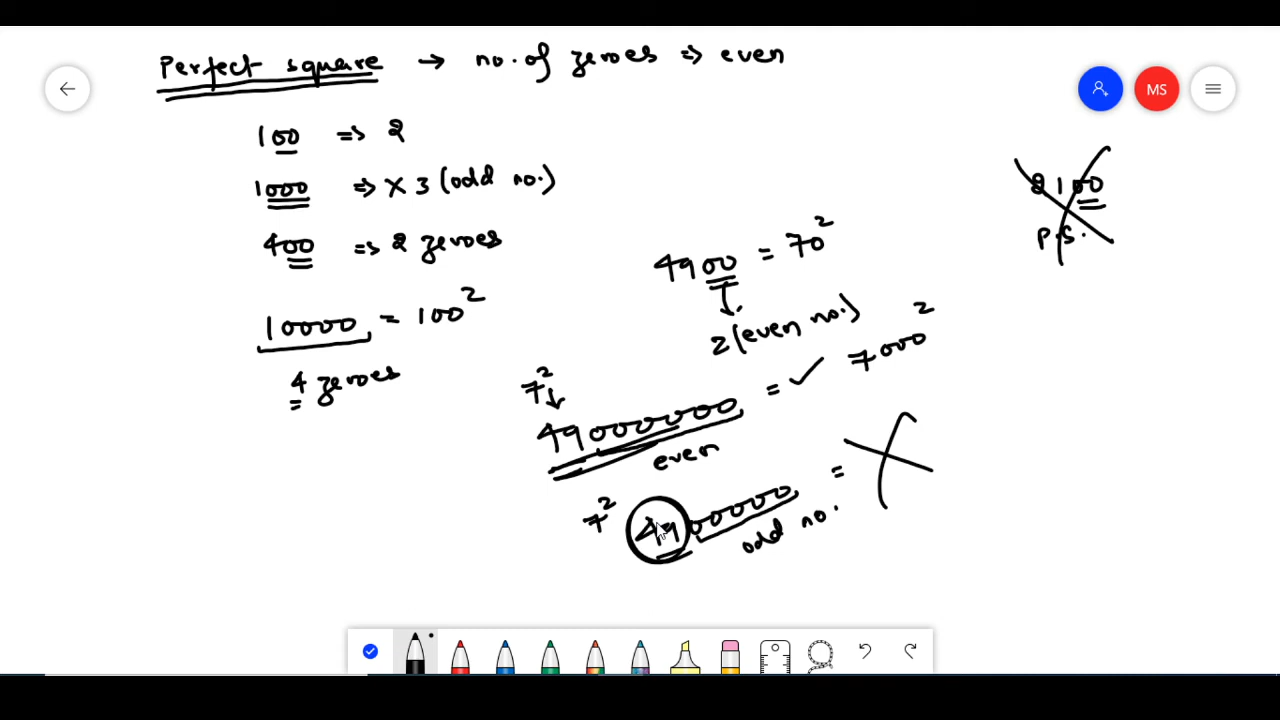 Perfect square → no. of zeroes => even
MS
100 => 2
1000 => X 3 (odd no.)
400 => 2 zeroes
10000 = 100²
4 zeroes
2100
P.S.
4900 = 70²
2 (even no.)
7²
49000000 = ✓ 7000²
even
7² 4900000 = X
odd no.